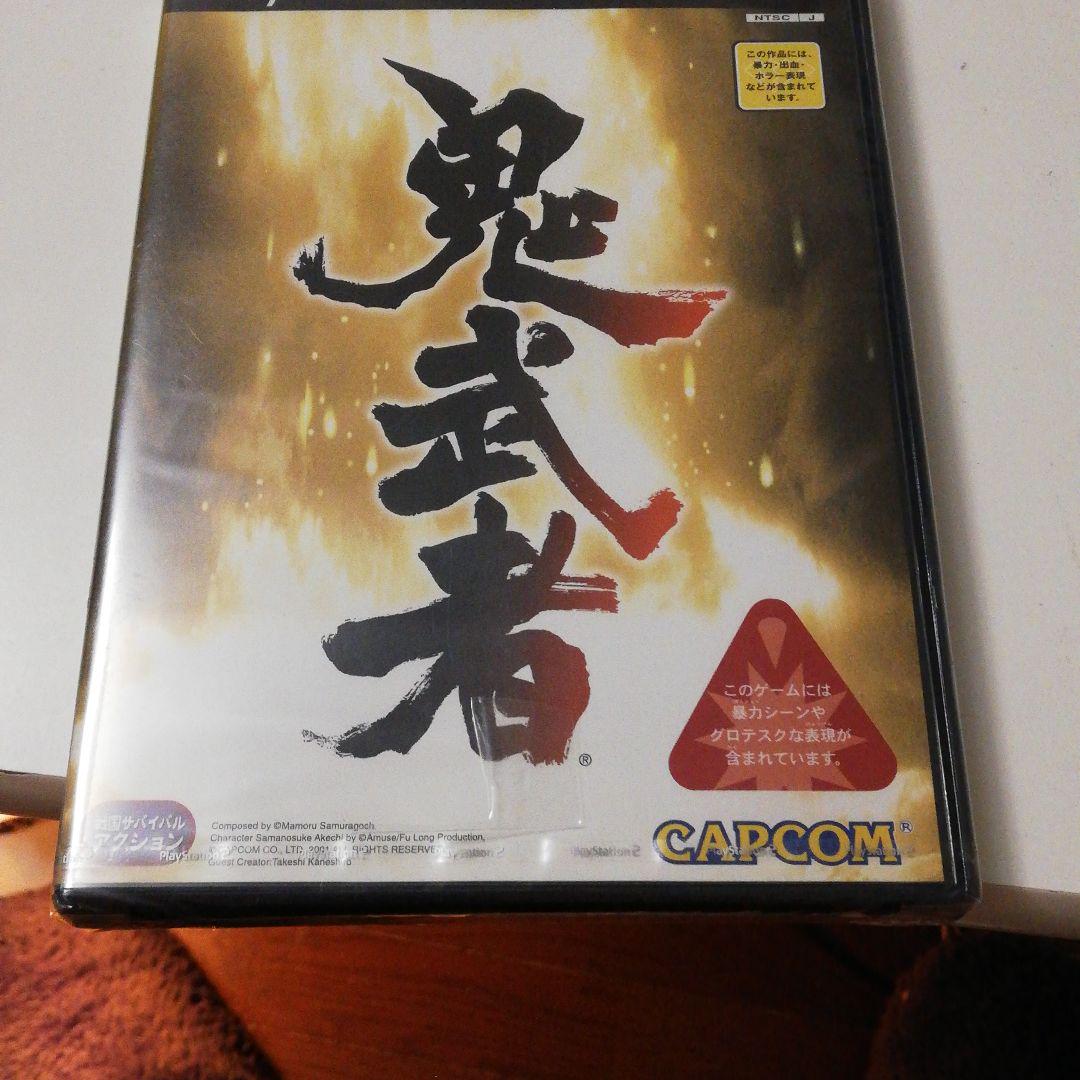 NTSC J
この作品には、
暴力・出血・
ホラー表現
などが含まれて
います。
鬼武者®
このゲームには
暴力シーンや
グロテスクな表現が
含まれています。
戦国サバイバル
アクション
Composed by ©Mamoru Samuragoch
Character Samanosuke Akechi by ©Amuse/Fu Long Production,
©CAPCOM CO., LTD. 2001 ALL RIGHTS RESERVED.
Guest Creator:Takeshi Kaneshiro
CAPCOM®
PlayStation